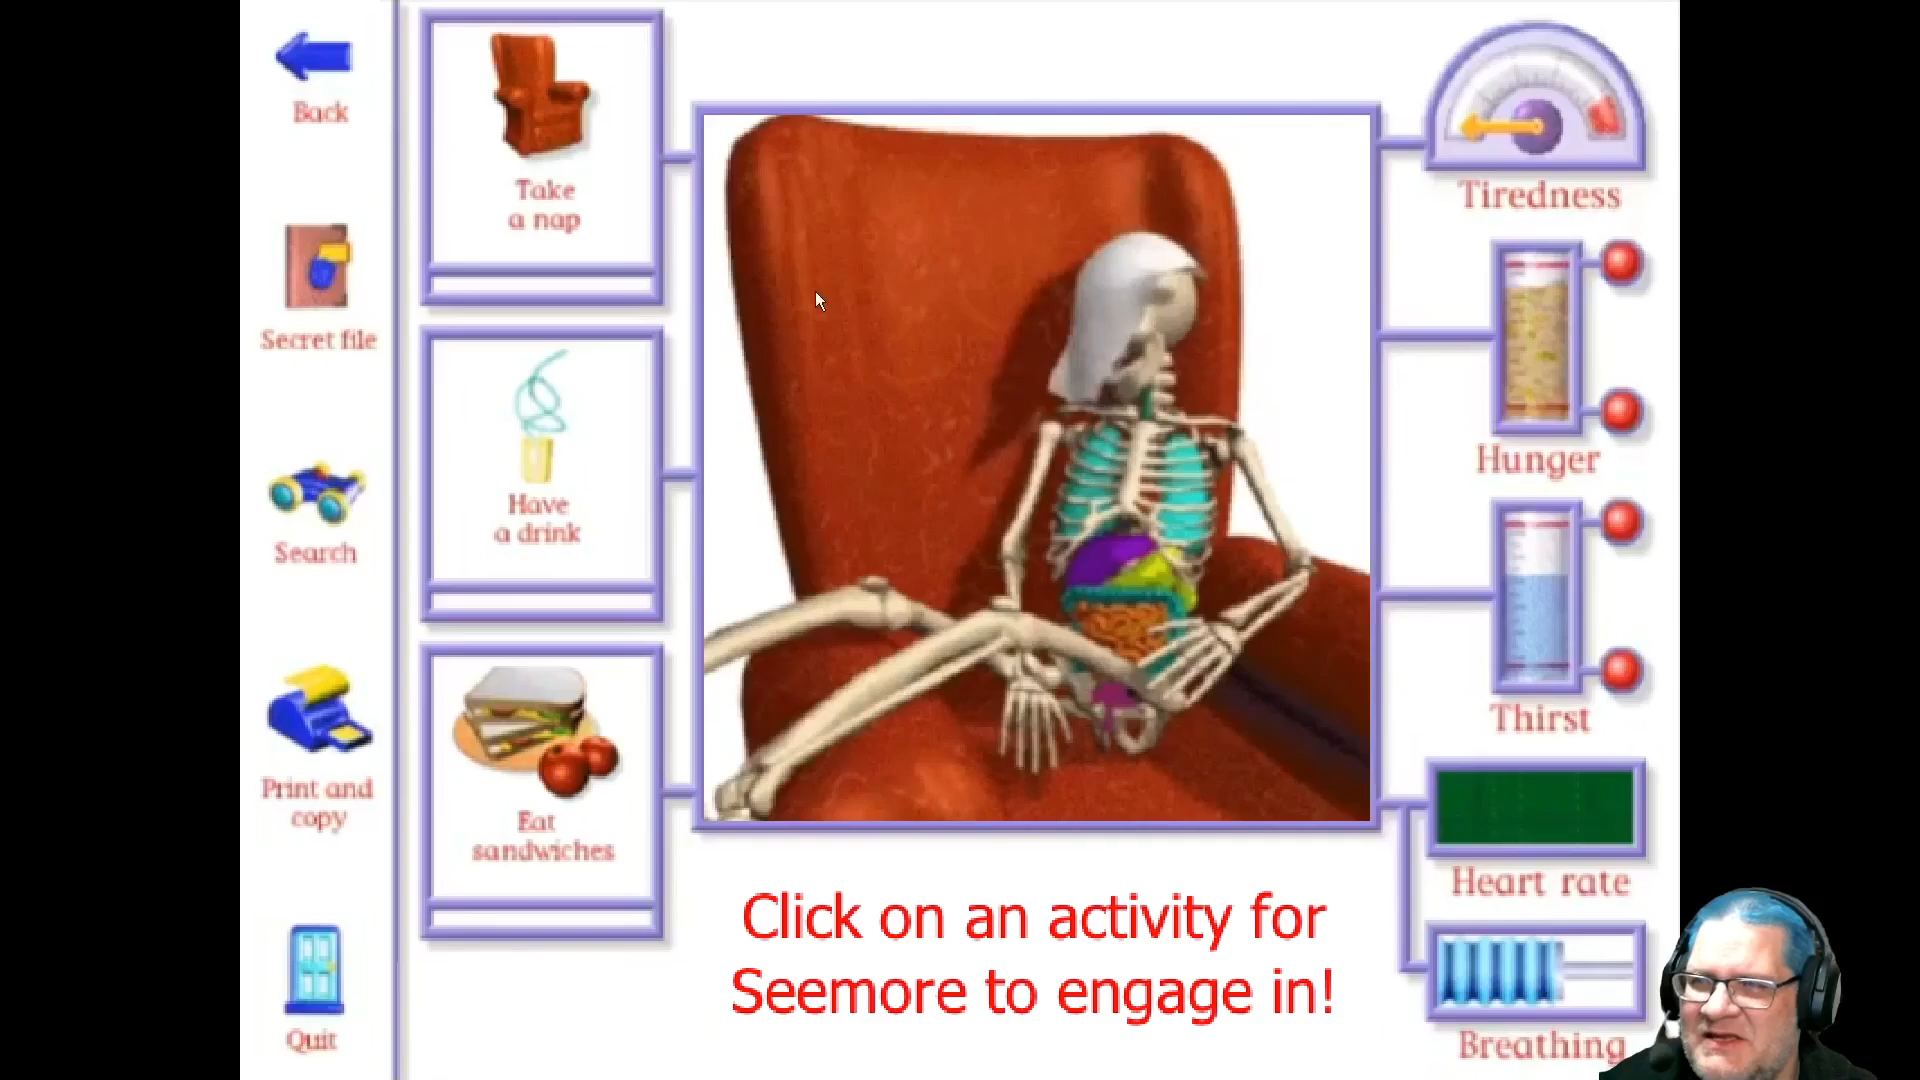 Back
Secret file
Search
Print and
copy
Quit
Take
a nap
Have
a drink
Eat
sandwiches
Click on an activity for
Seemore to engage in!
Tiredness
Hunger
Thirst
Heart rate
Breathing